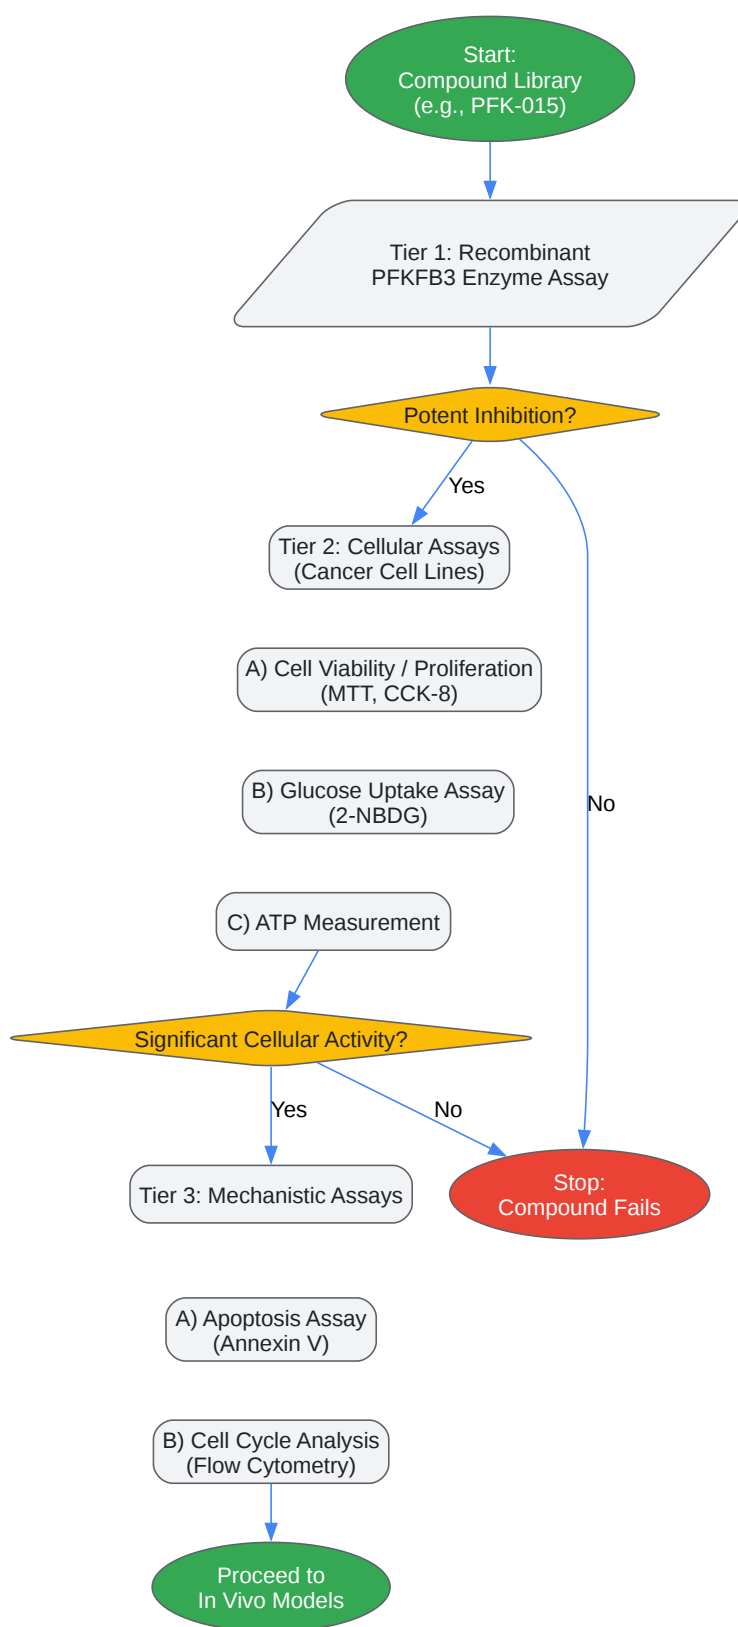 Start:
Compound Library
(e.g., PFK-015)
Tier 1: Recombinant
PFKFB3 Enzyme Assay
Potent Inhibition?
Yes
Tier 2: Cellular Assays
(Cancer Cell Lines)
A) Cell Viability / Proliferation
(MTT, CCK-8)
B) Glucose Uptake Assay
(2-NBDG)
No
C) ATP Measurement
Significant Cellular Activity?
Yes
No
Tier 3: Mechanistic Assays
Stop:
Compound Fails
A) Apoptosis Assay
(Annexin V)
B) Cell Cycle Analysis
(Flow Cytometry)
Proceed to
In Vivo Models